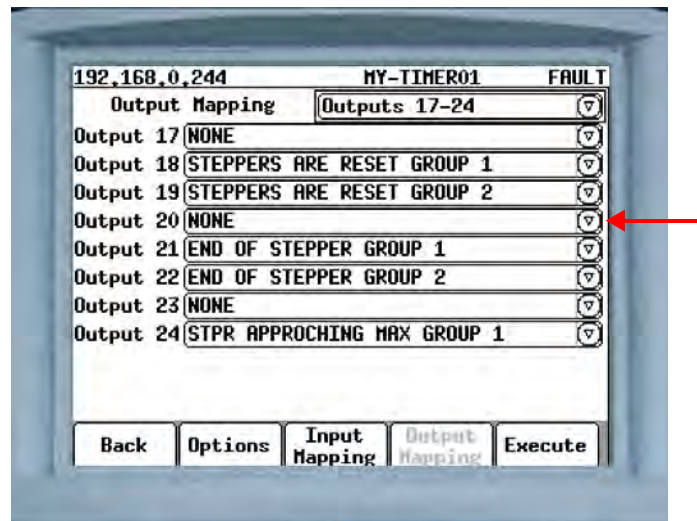 192.168.0.244 MY-TIMER01 FAULT
Output Mapping Outputs 17-24
Output 17 NONE
Output 18 STEPPERS ARE RESET GROUP 1
Output 19 STEPPERS ARE RESET GROUP 2
Output 20 NONE
Output 21 END OF STEPPER GROUP 1
Output 22 END OF STEPPER GROUP 2
Output 23 NONE
Output 24 STPR APPROCHING MAX GROUP 1
Back Options Input Mapping Output Mapping Execute